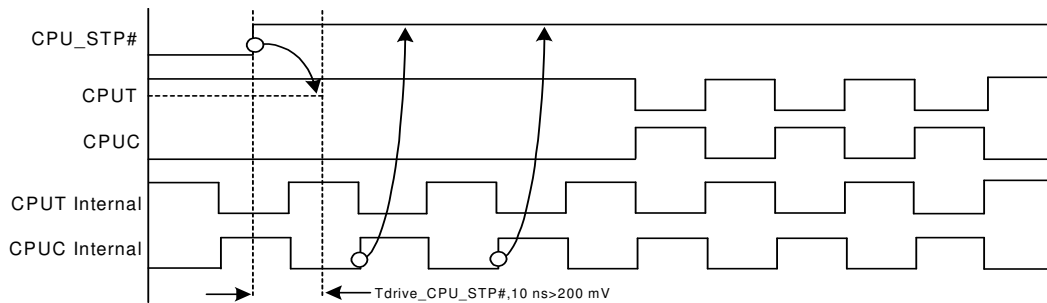 CPU_STP#
CPUT
CPUC
CPUT Internal
CPUC Internal
Tdrive_CPU_STP#,10 ns>200 mV